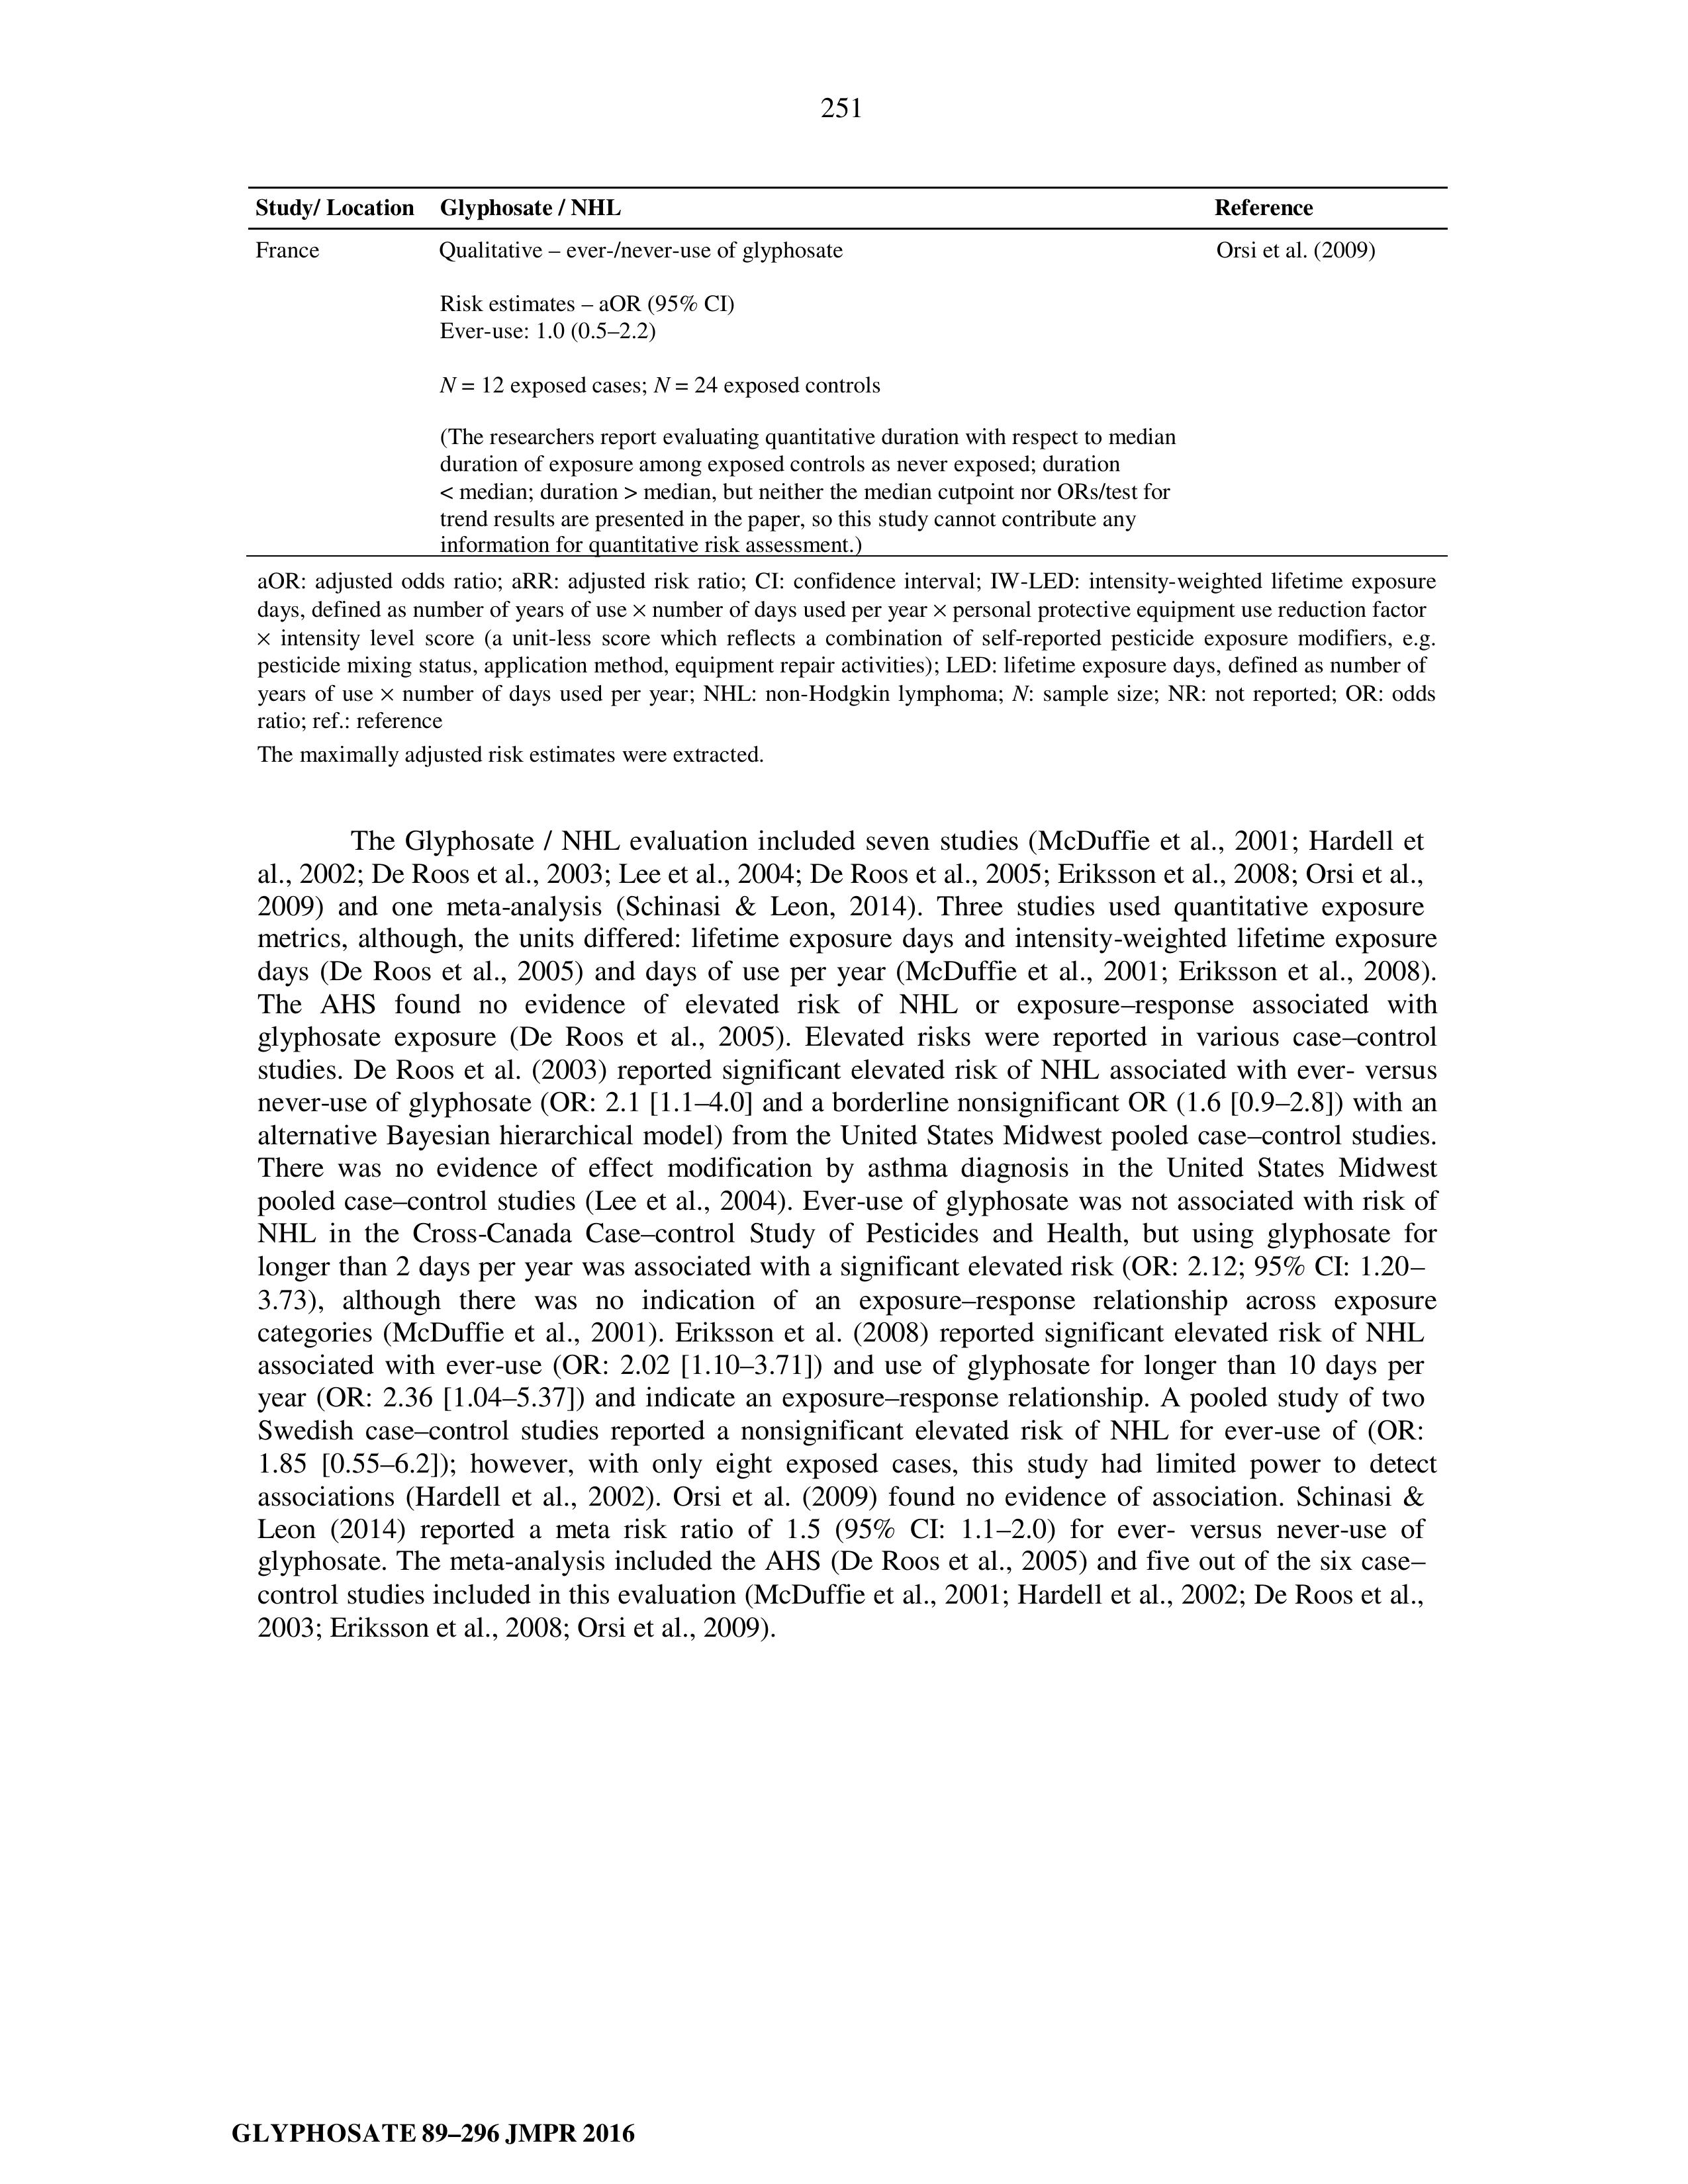 251
Study/ Location Glyphosate / NHL Reference
France Qualitative – ever-/never-use of glyphosate Orsi et al. (2009)
Risk estimates – aOR (95% CI)
Ever-use: 1.0 (0.5–2.2)
N = 12 exposed cases; N = 24 exposed controls
(The researchers report evaluating quantitative duration with respect to median
duration of exposure among exposed controls as never exposed; duration
< median; duration > median, but neither the median cutpoint nor ORs/test for
trend results are presented in the paper, so this study cannot contribute any
information for quantitative risk assessment.)
aOR: adjusted odds ratio; aRR: adjusted risk ratio; CI: confidence interval; IW-LED: intensity-weighted lifetime exposure
days, defined as number of years of use × number of days used per year × personal protective equipment use reduction factor
× intensity level score (a unit-less score which reflects a combination of self-reported pesticide exposure modifiers, e.g.
pesticide mixing status, application method, equipment repair activities); LED: lifetime exposure days, defined as number of
years of use × number of days used per year; NHL: non-Hodgkin lymphoma; N: sample size; NR: not reported; OR: odds
ratio; ref.: reference
The maximally adjusted risk estimates were extracted.
The Glyphosate / NHL evaluation included seven studies (McDuffie et al., 2001; Hardell et
al., 2002; De Roos et al., 2003; Lee et al., 2004; De Roos et al., 2005; Eriksson et al., 2008; Orsi et al.,
2009) and one meta-analysis (Schinasi & Leon, 2014). Three studies used quantitative exposure
metrics, although, the units differed: lifetime exposure days and intensity-weighted lifetime exposure
days (De Roos et al., 2005) and days of use per year (McDuffie et al., 2001; Eriksson et al., 2008).
The AHS found no evidence of elevated risk of NHL or exposure–response associated with
glyphosate exposure (De Roos et al., 2005). Elevated risks were reported in various case–control
studies. De Roos et al. (2003) reported significant elevated risk of NHL associated with ever- versus
never-use of glyphosate (OR: 2.1 [1.1–4.0] and a borderline nonsignificant OR (1.6 [0.9–2.8]) with an
alternative Bayesian hierarchical model) from the United States Midwest pooled case–control studies.
There was no evidence of effect modification by asthma diagnosis in the United States Midwest
pooled case–control studies (Lee et al., 2004). Ever-use of glyphosate was not associated with risk of
NHL in the Cross-Canada Case–control Study of Pesticides and Health, but using glyphosate for
longer than 2 days per year was associated with a significant elevated risk (OR: 2.12; 95% CI: 1.20–
3.73), although there was no indication of an exposure–response relationship across exposure
categories (McDuffie et al., 2001). Eriksson et al. (2008) reported significant elevated risk of NHL
associated with ever-use (OR: 2.02 [1.10–3.71]) and use of glyphosate for longer than 10 days per
year (OR: 2.36 [1.04–5.37]) and indicate an exposure–response relationship. A pooled study of two
Swedish case–control studies reported a nonsignificant elevated risk of NHL for ever-use of (OR:
1.85 [0.55–6.2]); however, with only eight exposed cases, this study had limited power to detect
associations (Hardell et al., 2002). Orsi et al. (2009) found no evidence of association. Schinasi &
Leon (2014) reported a meta risk ratio of 1.5 (95% CI: 1.1–2.0) for ever- versus never-use of
glyphosate. The meta-analysis included the AHS (De Roos et al., 2005) and five out of the six case–
control studies included in this evaluation (McDuffie et al., 2001; Hardell et al., 2002; De Roos et al.,
2003; Eriksson et al., 2008; Orsi et al., 2009).
GLYPHOSATE 89–296 JMPR 2016